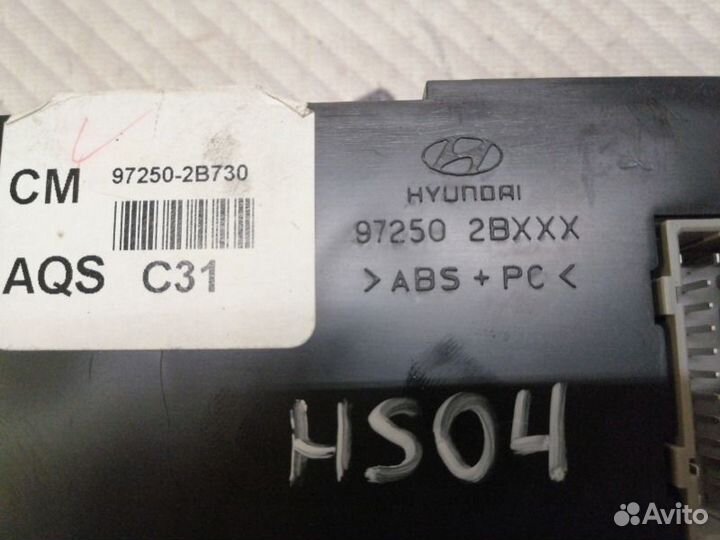 CM 97250-2B730
AQS C31
HYUNDAI
97250 2BXXX
>ABS+PC<
HS04
Avito